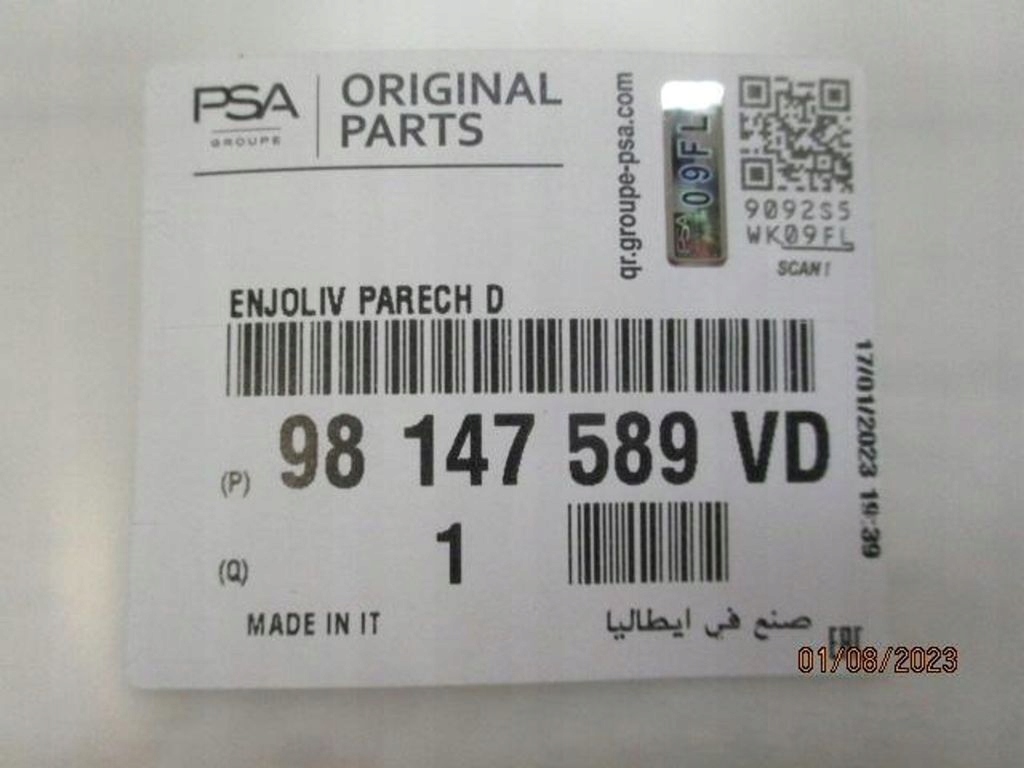 PSA
GROUPE
ORIGINAL
PARTS
qr.groupe-psa.com
PSA 09FL
9092S5
WK09FL
SCAN!
ENJOLIV PARECH D
(P) 98 147 589 VD
17/01/2023 19:39
(Q) 1
MADE IN IT
صنع في ايطاليا
EAC
01/08/2023